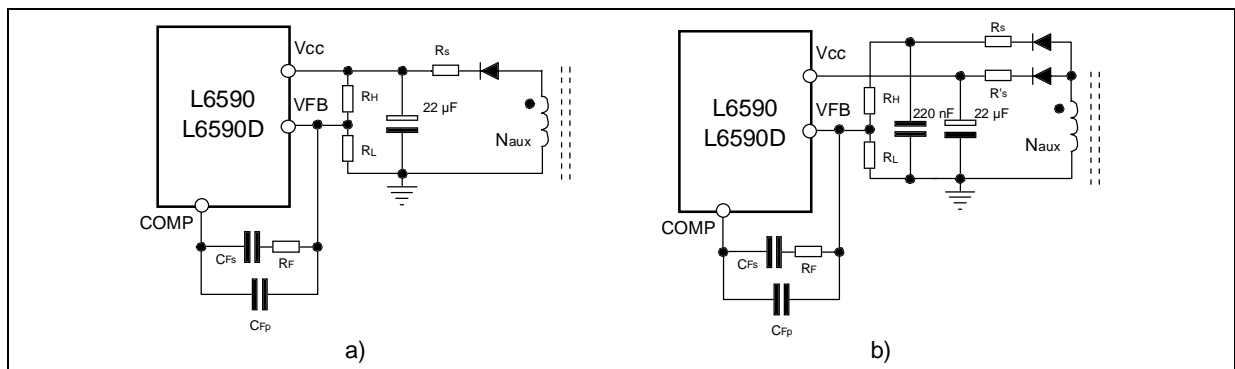 Vcc
Rs
L6590
L6590D
VFB
RH
22 µF
RL
Naux
COMP
CFs
RF
CFp
a)
Rs
Vcc
R's
L6590
L6590D
VFB
RH
220 nF
22 µF
RL
Naux
COMP
CFs
RF
CFp
b)